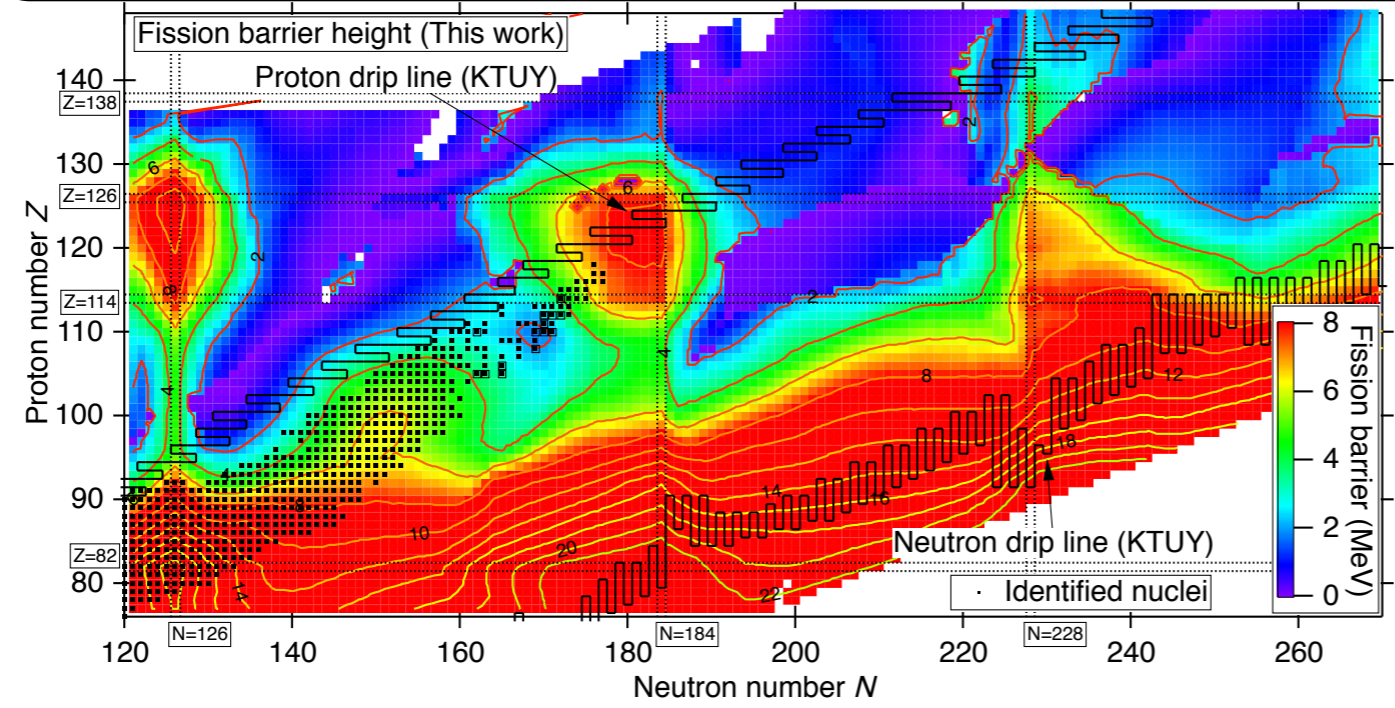 Fission barrier height (This work)
Proton drip line (KTUY)
140
Z=138
130
Z=126
120
Z=114
110
100
90
Z=82
80
Proton number Z
6
6
8
2
2
2
4
4
4
8
8
10
12
14
14
16
18
20
22
Neutron drip line (KTUY)
Identified nuclei
8
6
4
2
0
Fission barrier (MeV)
N=126
N=184
N=228
120
140
160
180
200
220
240
260
Neutron number N